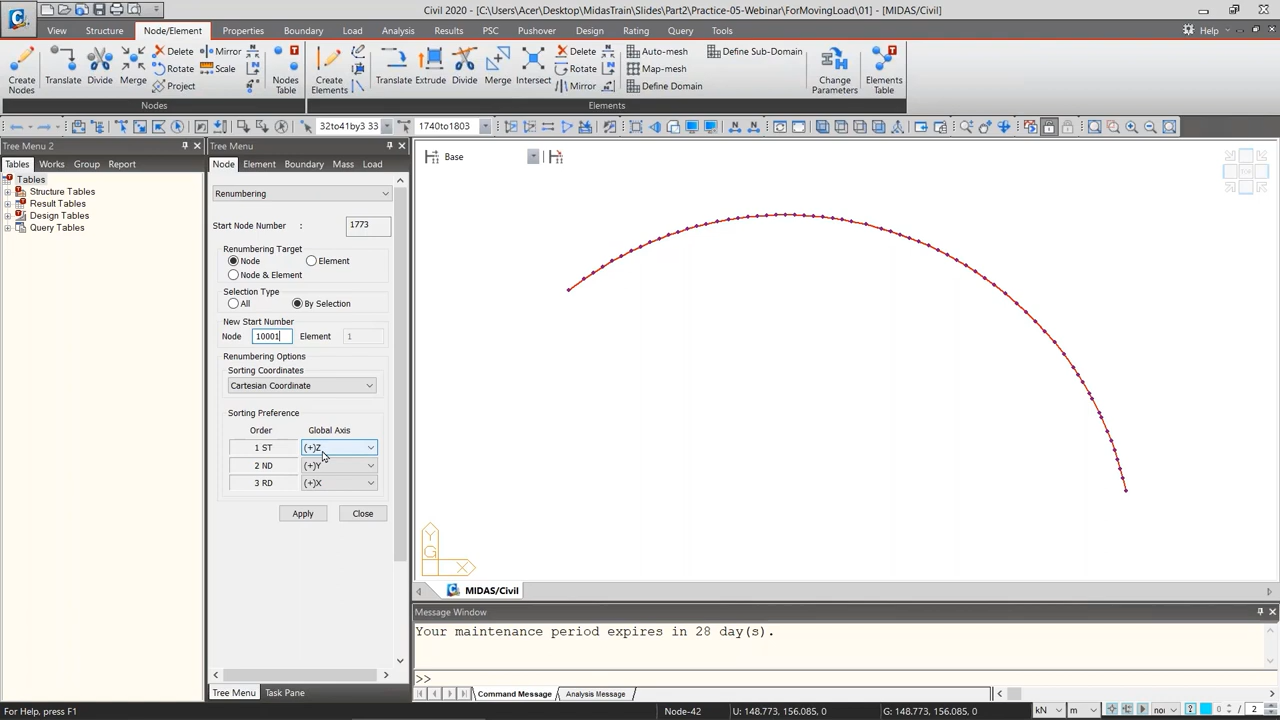 Civil 2020 - [C:\Users\Acer\Desktop\MidasTrain\Slides\Part2\Practice-05-Webinar\ForMovingLoad\01] - [MIDAS/Civil]
View Structure Node/Element Properties Boundary Load Analysis Results PSC Pushover Design Rating Query Tools Help
Create Nodes
Translate
Divide
Merge
Delete
Rotate
Project
Mirror
Scale
Nodes Table
Nodes
Create Elements
Translate
Extrude
Divide
Merge
Intersect
Delete
Rotate
Mirror
Auto-mesh
Map-mesh
Define Domain
Define Sub-Domain
Change Parameters
Elements Table
Elements
32to41by3 33
1740to1803
Tree Menu 2
Tables Works Group Report
Tables
Structure Tables
Result Tables
Design Tables
Query Tables
Tree Menu
Node Element Boundary Mass Load
Renumbering
Start Node Number : 1773
Renumbering Target
Node Element
Node & Element
Selection Type
All By Selection
New Start Number
Node 10001 Element 1
Renumbering Options
Sorting Coordinates
Cartesian Coordinate
Sorting Preference
Order Global Axis
1 ST (+)Z
2 ND (+)Y
3 RD (+)X
Apply Close
Tree Menu Task Pane
Base
TOP
Y
G
X
MIDAS/Civil
Message Window
Your maintenance period expires in 28 day(s).
>>
Command Message Analysis Message
For Help, press F1
Node-42
U: 148.773, 156.085, 0
G: 148.773, 156.085, 0
kN
m
noi
/ 2